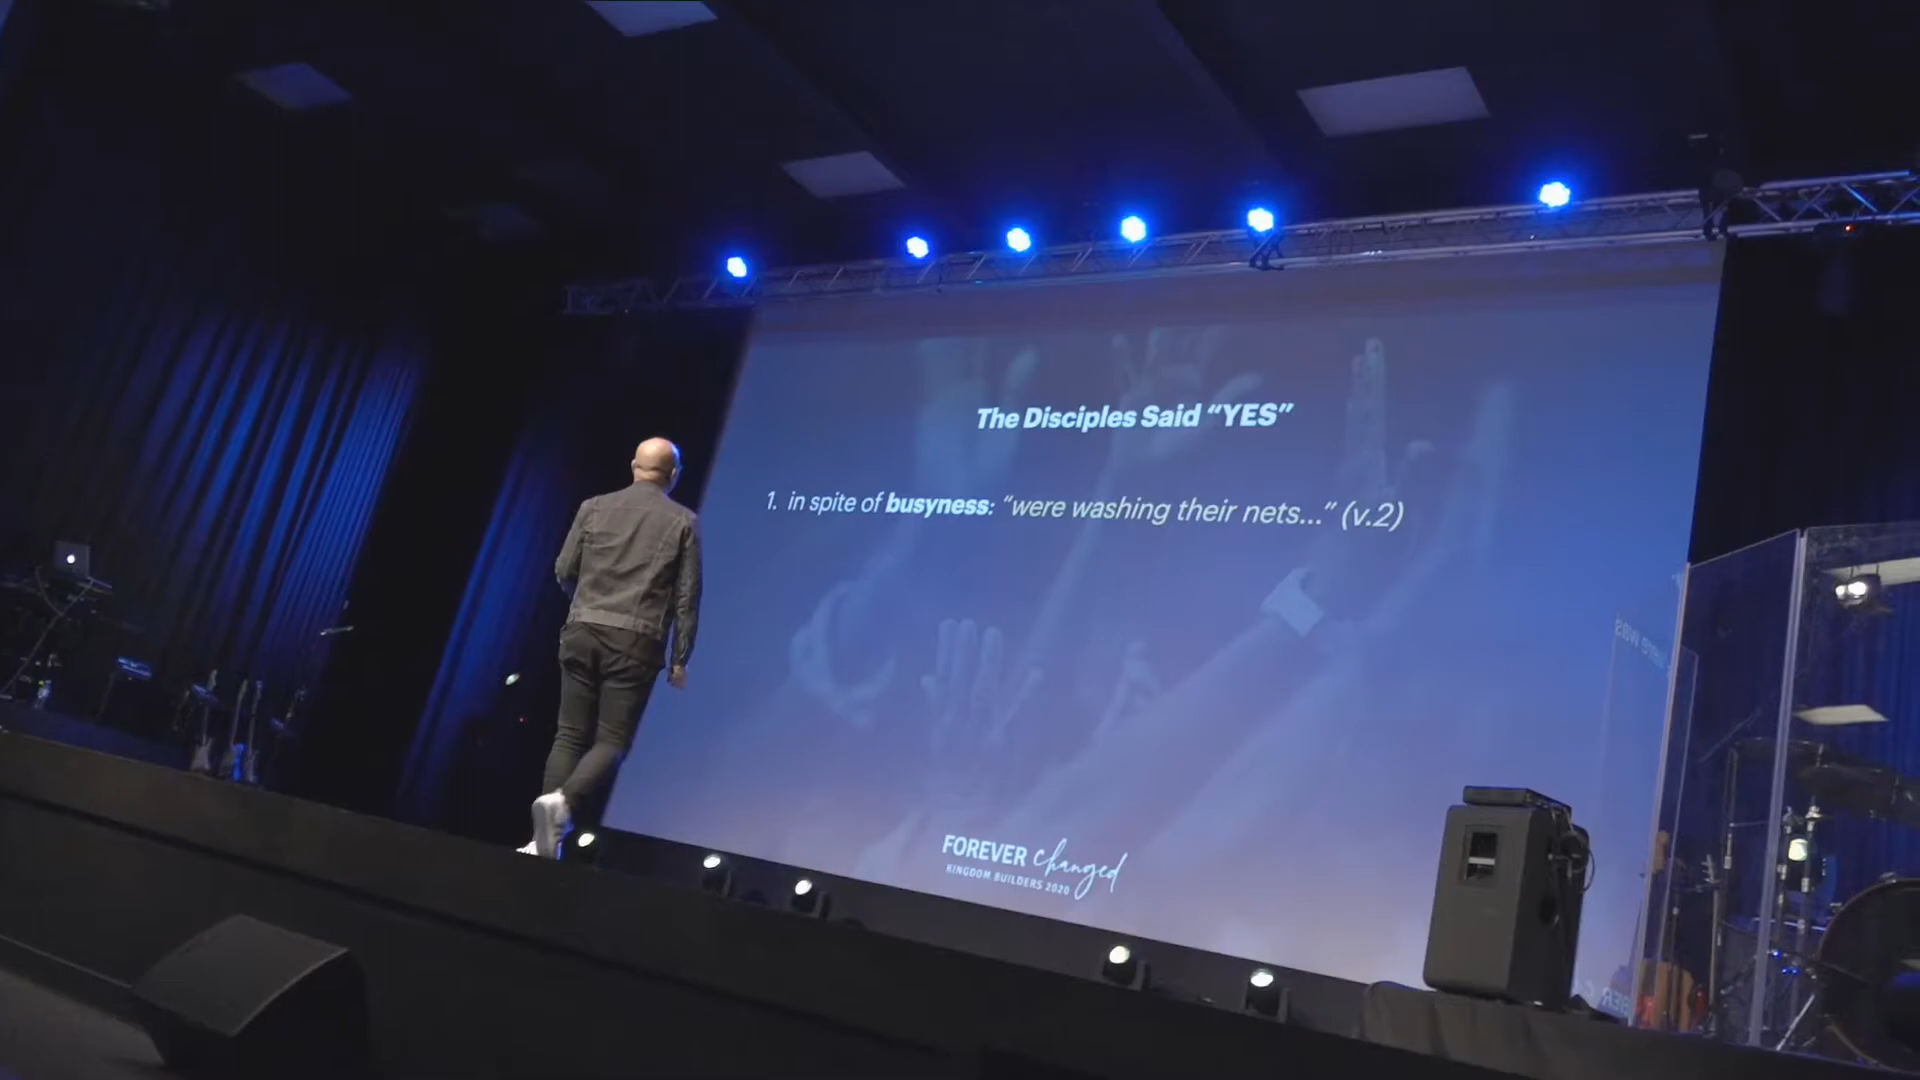 The Disciples Said “YES”
1. in spite of busyness: “were washing their nets...” (v.2)
FOREVER changed
KINGDOM BUILDERS 2020